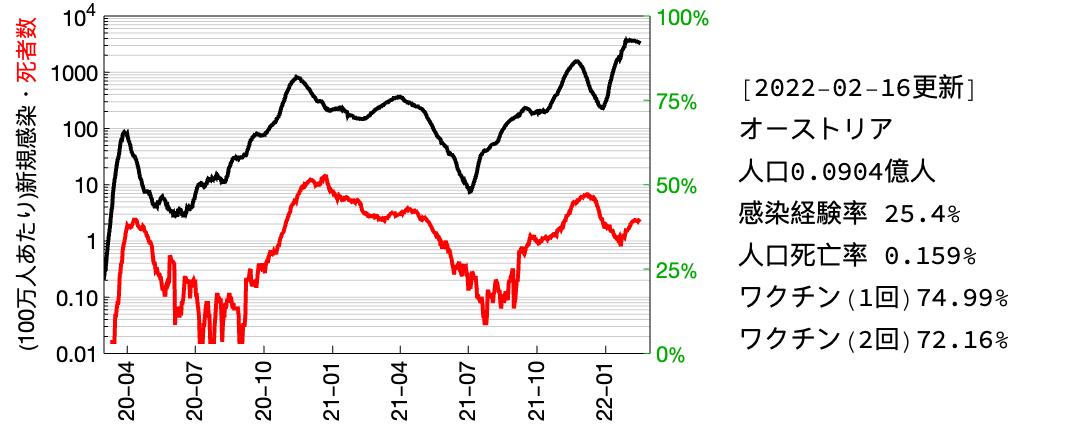 (100万人あたり)新規感染・死者数
10^4
1000
100
10
1
0.10
0.01
100%
75%
50%
25%
0%
20-04
20-07
20-10
21-01
21-04
21-07
21-10
22-01
[2022-02-16更新]
オーストリア
人口0.0904億人
感染経験率 25.4%
人口死亡率 0.159%
ワクチン(1回)74.99%
ワクチン(2回)72.16%